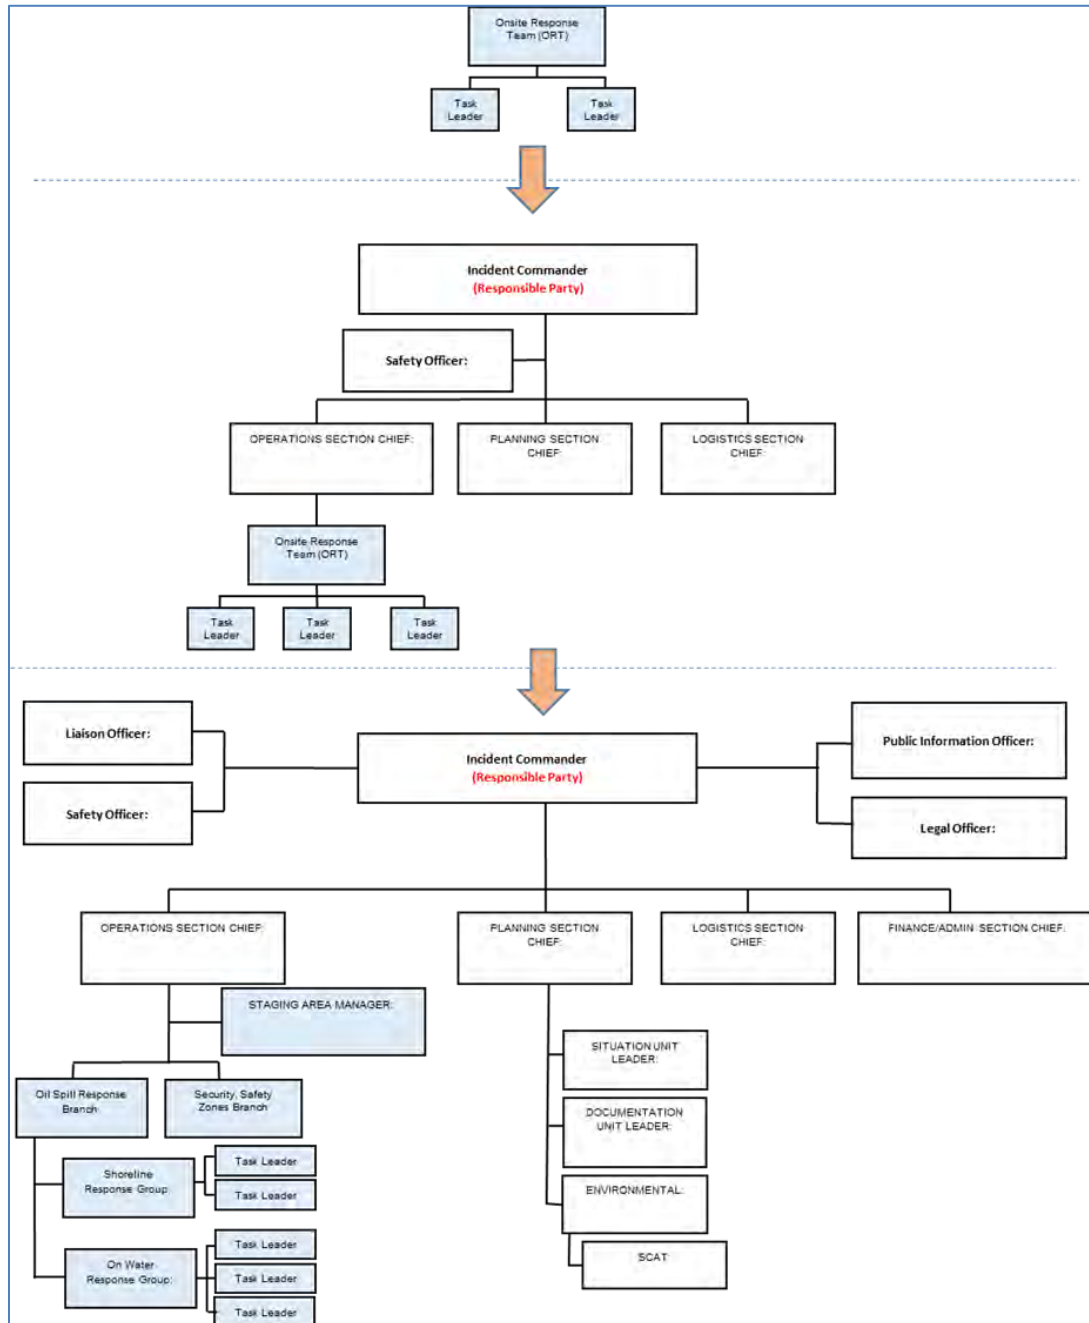 Onsite Response
Team (ORT)
Task
Leader
Task
Leader
Incident Commander
(Responsible Party)
Safety Officer:
OPERATIONS SECTION CHIEF:
PLANNING SECTION
CHIEF:
LOGISTICS SECTION
CHIEF:
Onsite Response
Team (ORT)
Task
Leader
Task
Leader
Task
Leader
Liaison Officer:
Public Information Officer:
Incident Commander
(Responsible Party)
Safety Officer:
Legal Officer:
OPERATIONS SECTION CHIEF:
PLANNING SECTION
CHIEF:
LOGISTICS SECTION
CHIEF:
FINANCE/ADMIN. SECTION CHIEF:
STAGING AREA MANAGER:
Oil Spill Response
Branch
Security, Safety
Zones Branch
Shoreline
Response Group:
Task Leader
Task Leader
On Water
Response Group:
Task Leader
Task Leader
Task Leader
SITUATION UNIT
LEADER:
DOCUMENTATION
UNIT LEADER:
ENVIRONMENTAL:
SCAT